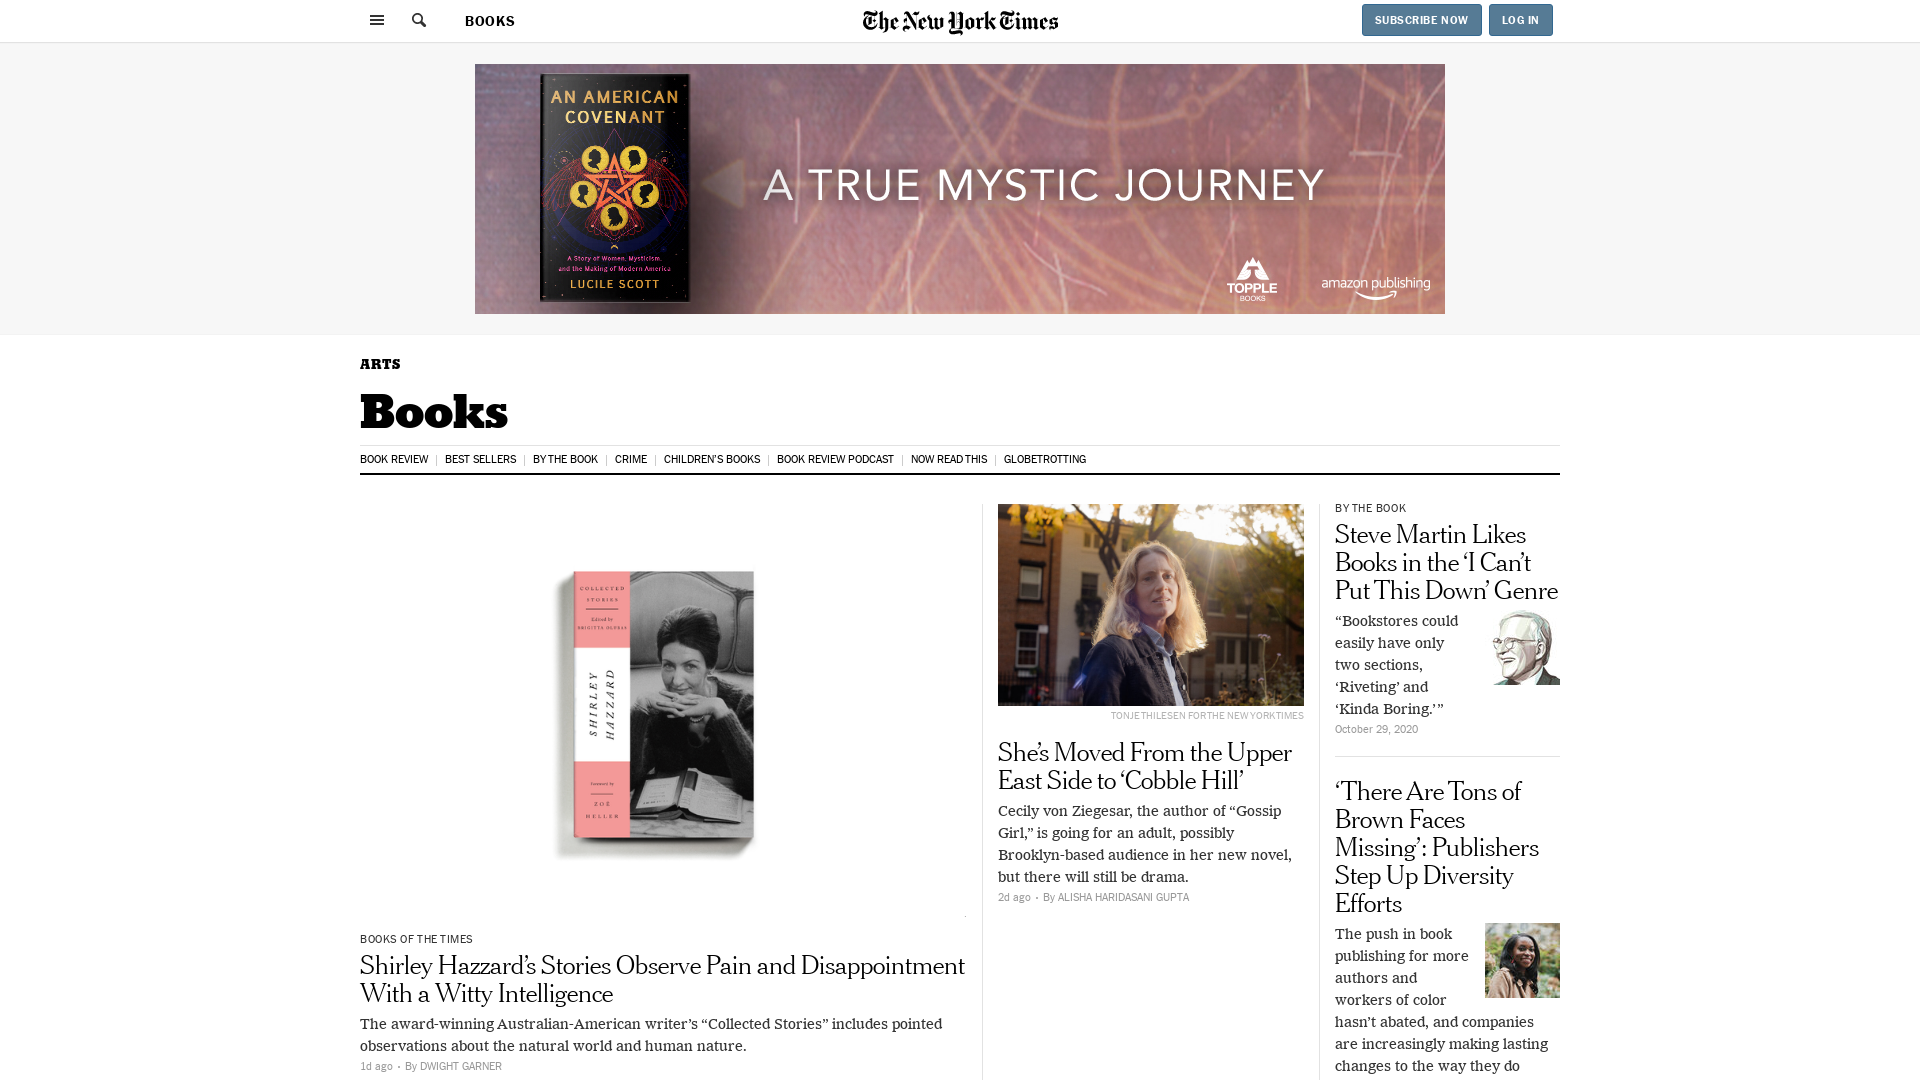 BOOKS
The New York Times
SUBSCRIBE NOW
LOG IN
AN AMERICAN
COVENANT
A Story of Women, Mysticism,
and the Making of Modern America
LUCILE SCOTT
A TRUE MYSTIC JOURNEY
TOPPLE
BOOKS
amazon publishing
ARTS
Books
BOOK REVIEW
BEST SELLERS
BY THE BOOK
CRIME
CHILDREN'S BOOKS
BOOK REVIEW PODCAST
NOW READ THIS
GLOBETROTTING
COLLECTED
STORIES
Edited by
BRIGITTA OLUBAS
SHIRLEY
HAZZARD
Foreword by
ZOË
HELLER
BOOKS OF THE TIMES
Shirley Hazzard’s Stories Observe Pain and Disappointment
With a Witty Intelligence
The award-winning Australian-American writer’s “Collected Stories” includes pointed
observations about the natural world and human nature.
1d ago • By DWIGHT GARNER
TONJE THILESEN FOR THE NEW YORK TIMES
She’s Moved From the Upper
East Side to ‘Cobble Hill’
Cecily von Ziegesar, the author of “Gossip
Girl,” is going for an adult, possibly
Brooklyn-based audience in her new novel,
but there will still be drama.
2d ago • By ALISHA HARIDASANI GUPTA
BY THE BOOK
Steve Martin Likes
Books in the ‘I Can’t
Put This Down’ Genre
“Bookstores could
easily have only
two sections,
‘Riveting’ and
‘Kinda Boring.’ ”
October 29, 2020
‘There Are Tons of
Brown Faces
Missing’: Publishers
Step Up Diversity
Efforts
The push in book
publishing for more
authors and
workers of color
hasn’t abated, and companies
are increasingly making lasting
changes to the way they do